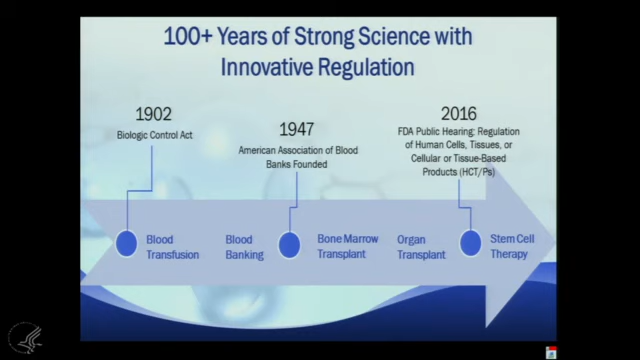 100+ Years of Strong Science with
Innovative Regulation
1902
Biologic Control Act
1947
American Association of Blood
Banks Founded
2016
FDA Public Hearing: Regulation
of Human Cells, Tissues, or
Cellular or Tissue-Based
Products (HCT/Ps)
Blood
Transfusion
Blood
Banking
Bone Marrow
Transplant
Organ
Transplant
Stem Cell
Therapy